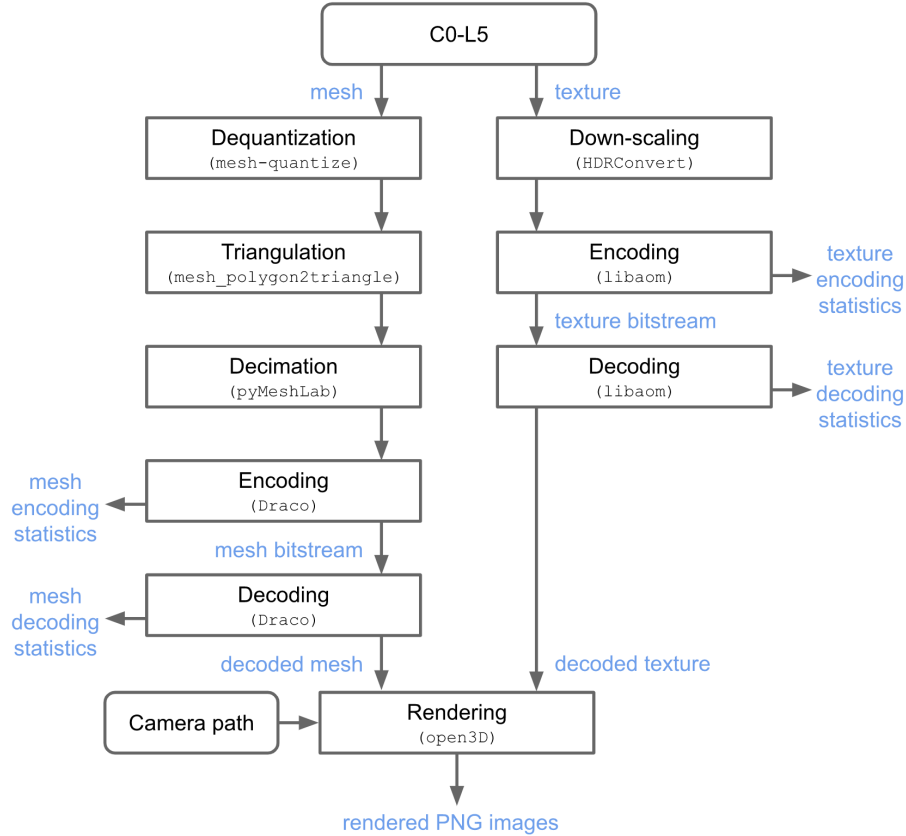 C0-L5
mesh
texture
Dequantization
(mesh-quantize)
Down-scaling
(HDRConvert)
Triangulation
(mesh_polygon2triangle)
Encoding
(libaom)
texture
encoding
statistics
texture bitstream
Decimation
(pyMeshLab)
Decoding
(libaom)
texture
decoding
statistics
mesh
encoding
statistics
Encoding
(Draco)
mesh bitstream
mesh
decoding
statistics
Decoding
(Draco)
decoded mesh
decoded texture
Camera path
Rendering
(open3D)
rendered PNG images